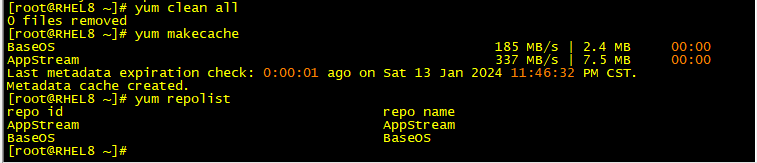 [root@RHEL8 ~]# yum clean all
0 files removed
[root@RHEL8 ~]# yum makecache
BaseOS 185 MB/s | 2.4 MB 00:00
AppStream 337 MB/s | 7.5 MB 00:00
Last metadata expiration check: 0:00:01 ago on Sat 13 Jan 2024 11:46:32 PM CST.
Metadata cache created.
[root@RHEL8 ~]# yum repolist
repo id repo name
AppStream AppStream
BaseOS BaseOS
[root@RHEL8 ~]#